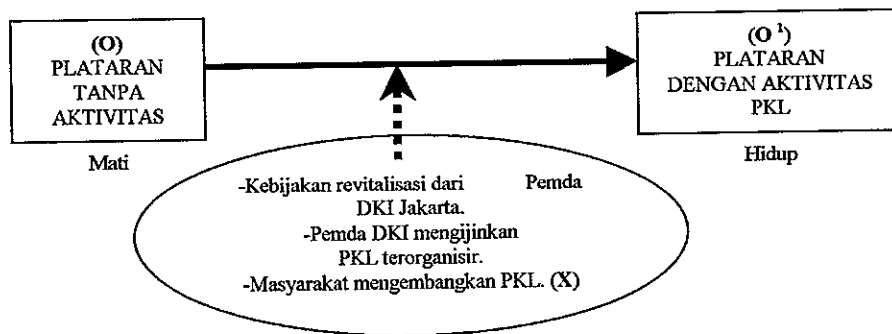 (O)
PLATARAN
TANPA
AKTIVITAS
Mati
(O ¹)
PLATARAN
DENGAN AKTIVITAS
PKL
Hidup
-Kebijakan revitalisasi dari Pemda
DKI Jakarta.
-Pemda DKI mengijinkan
PKL terorganisir.
-Masyarakat mengembangkan PKL. (X)